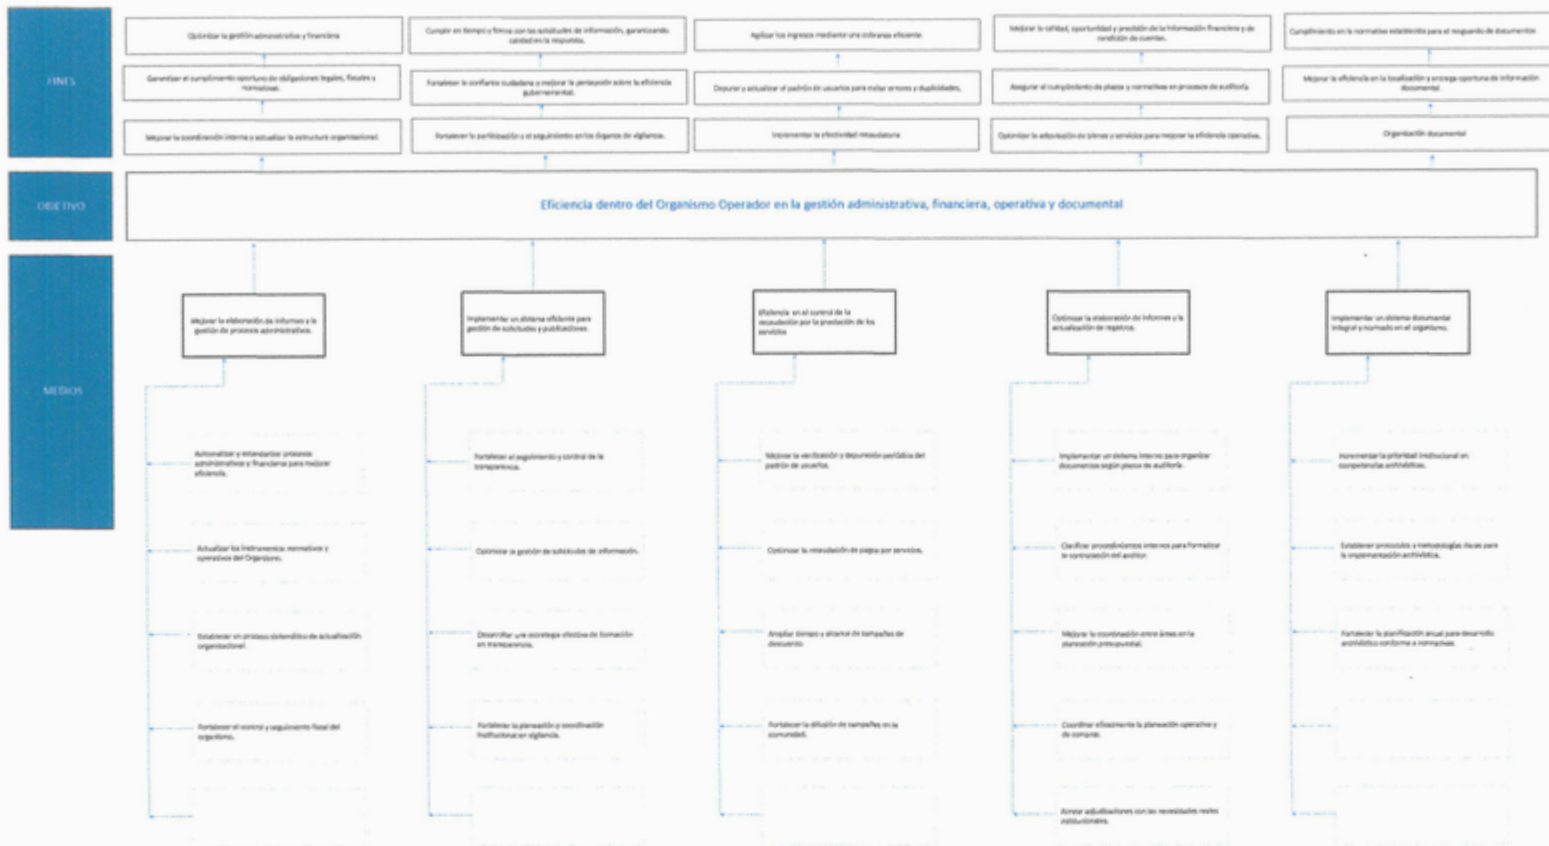 FINES
Optimizar la gestión administrativa y financiera
Cumplir en tiempo y forma con las solicitudes de información, garantizando
calidad en la respuesta.
Agilizar los ingresos mediante una cobranza eficiente.
Mejorar la calidad, oportunidad y precisión de la información financiera y de
rendición de cuentas.
Cumplimiento en la normativa establecida para el resguardo de documentos
Garantizar el cumplimiento oportuno de obligaciones legales, fiscales y
normativas.
Fortalecer la confianza ciudadana y mejorar la percepción sobre la eficiencia
gubernamental.
Depurar y actualizar el padrón de usuarios para evitar errores y duplicidades.
Asegurar el cumplimiento de plazos y normativas en procesos de auditoría
Mejorar la eficiencia en la localización y entrega oportuna de información
documental.
Mejorar la coordinación interna y actualizar la estructura organizacional.
Fortalecer la participación y el seguimiento en los órganos de vigilancia.
Incrementar la efectividad recaudatoria
Optimizar la adquisición de bienes y servicios para mejorar la eficiencia operativa.
Organización documental
OBJETIVO
Eficiencia dentro del Organismo Operador en la gestión administrativa, financiera, operativa y documental
MEDIOS
Mejorar la elaboración de informes y la
gestión de procesos administrativos.
Implementar un sistema eficiente para
gestión de solicitudes y publicaciones.
Eficiencia en el control de la
recaudación por la prestación de los
servicios
Optimizar la elaboración de informes y la
actualización de registros.
Implementar un sistema documental
integral y normado en el organismo.
Automatizar y estandarizar procesos
administrativos y financieros para mejorar
eficiencia.
Fortalecer el seguimiento y control de la
transparencia.
Mejorar la verificación y depuración periódica del
padrón de usuarios.
Implementar un sistema interno para organizar
documentos según plazos de auditoría.
Incrementar la prioridad institucional en
competencias archivísticas.
Actualizar los instrumentos normativos y
operativos del Organismo.
Optimizar la gestión de solicitudes de información.
Optimizar la recaudación de pagos por servicios.
Clarificar procedimientos internos para formalizar
la contratación del auditor.
Establecer protocolos y metodologías claras para
la implementación archivística.
Establecer un proceso sistemático de actualización
organizacional.
Desarrollar una estrategia efectiva de formación
en transparencia.
Ampliar tiempo y alcance de campañas de
descuento.
Mejorar la coordinación entre áreas en la
planeación presupuestal.
Fortalecer la planificación anual para desarrollo
archivístico conforme a normativas.
Fortalecer el control y seguimiento fiscal del
organismo.
Fortalecer la planeación y coordinación
institucional en vigilancia.
Fortalecer la difusión de campañas en la
comunidad.
Coordinar eficazmente la planeación operativa y
de compras.
Alinear adjudicaciones con las necesidades reales
institucionales.